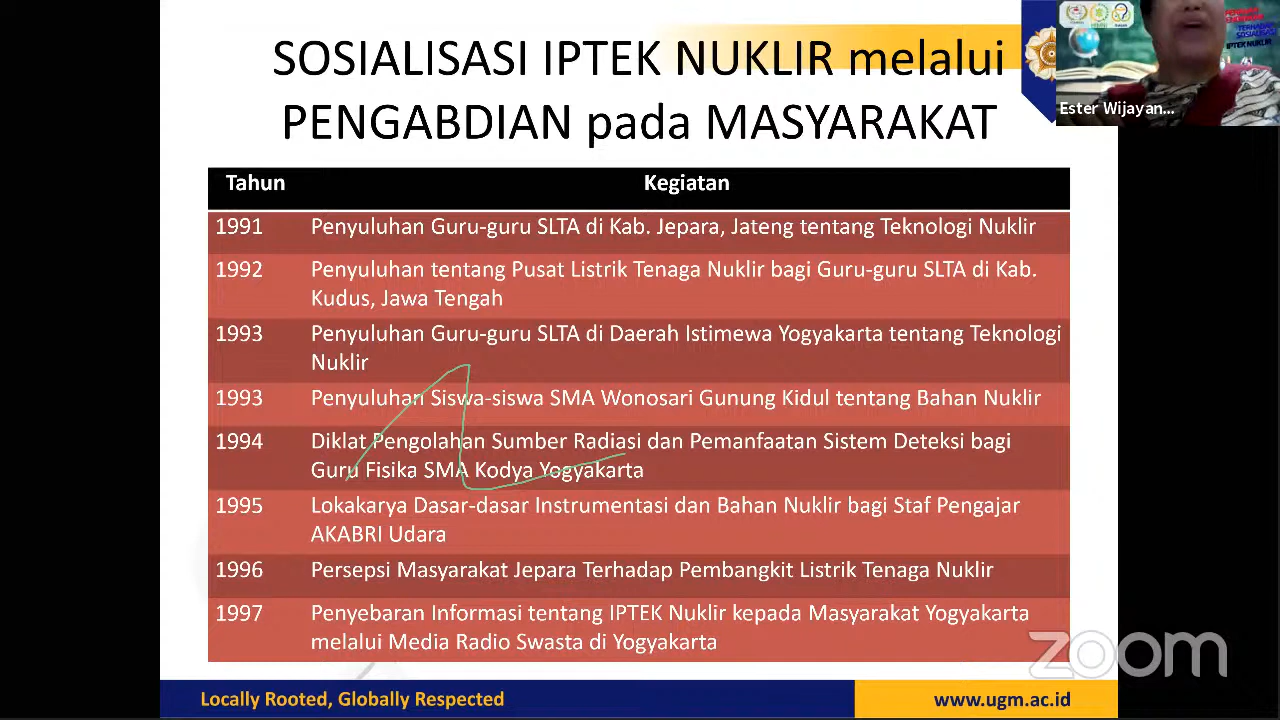 SOSIALISASI IPTEK NUKLIR melalui
PENGABDIAN pada MASYARAKAT
TERHADAP
SOSIALISASI
IPTEK NUKLIR
Ester Wijayan...
Tahun Kegiatan
1991 Penyuluhan Guru-guru SLTA di Kab. Jepara, Jateng tentang Teknologi Nuklir
1992 Penyuluhan tentang Pusat Listrik Tenaga Nuklir bagi Guru-guru SLTA di Kab.
Kudus, Jawa Tengah
1993 Penyuluhan Guru-guru SLTA di Daerah Istimewa Yogyakarta tentang Teknologi
Nuklir
1993 Penyuluhan Siswa-siswa SMA Wonosari Gunung Kidul tentang Bahan Nuklir
1994 Diklat Pengolahan Sumber Radiasi dan Pemanfaatan Sistem Deteksi bagi
Guru Fisika SMA Kodya Yogyakarta
1995 Lokakarya Dasar-dasar Instrumentasi dan Bahan Nuklir bagi Staf Pengajar
AKABRI Udara
1996 Persepsi Masyarakat Jepara Terhadap Pembangkit Listrik Tenaga Nuklir
1997 Penyebaran Informasi tentang IPTEK Nuklir kepada Masyarakat Yogyakarta
melalui Media Radio Swasta di Yogyakarta
zoom
Locally Rooted, Globally Respected
www.ugm.ac.id